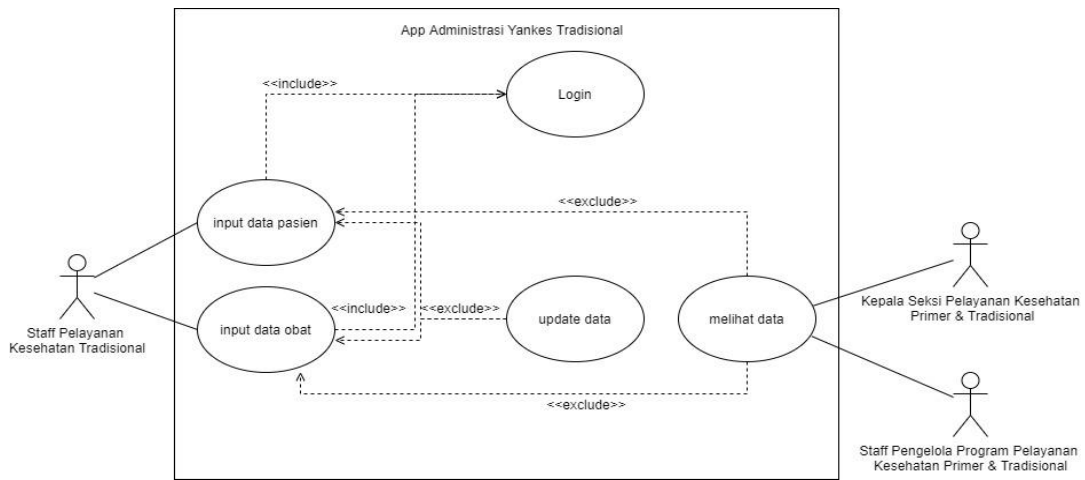 App Administrasi Yankes Tradisional
<<include>>
Login
input data pasien
<<exclude>>
Staff Pelayanan
Kesehatan Tradisional
input data obat
<<include>>
<<exclude>>
update data
melihat data
<<exclude>>
Kepala Seksi Pelayanan Kesehatan
Primer & Tradisional
Staff Pengelola Program Pelayanan
Kesehatan Primer & Tradisional